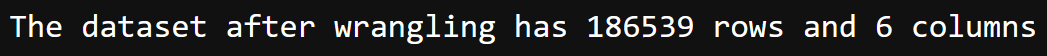 The dataset after wrangling has 186539 rows and 6 columns